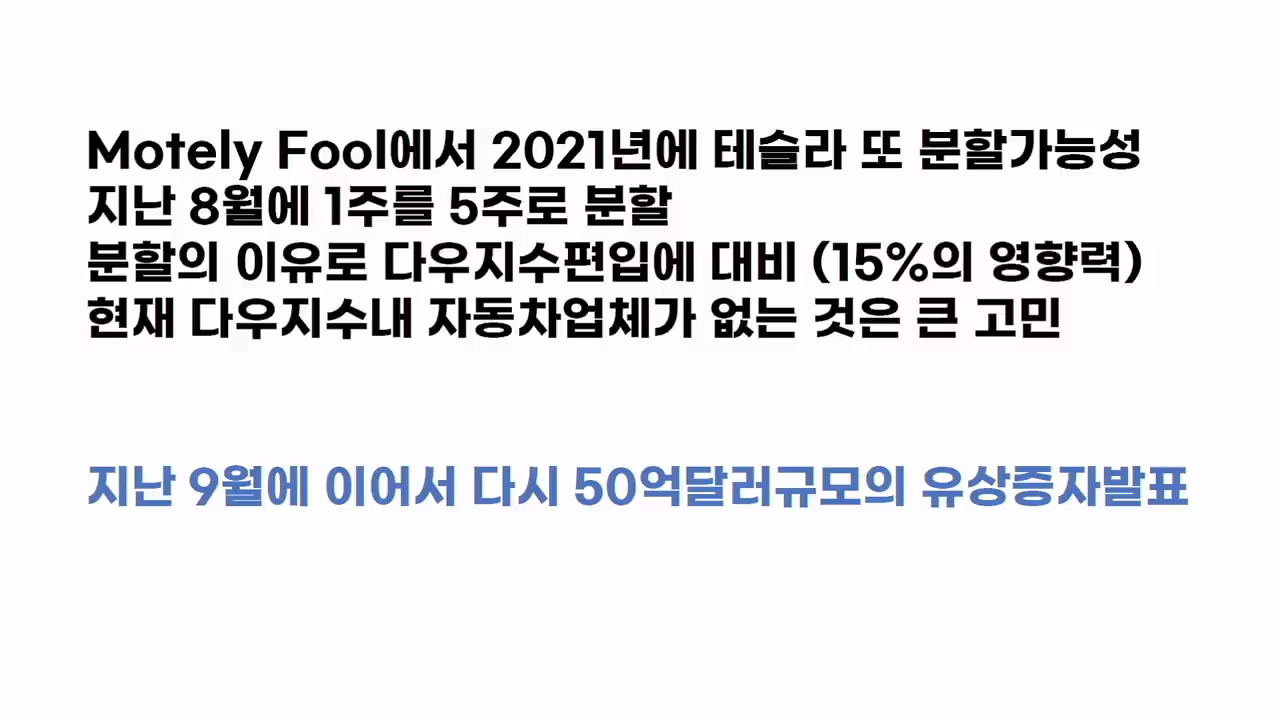 Motely Fool에서 2021년에 테슬라 또 분할가능성
지난 8월에 1주를 5주로 분할
분할의 이유로 다우지수편입에 대비 (15%의 영향력)
현재 다우지수내 자동차업체가 없는 것은 큰 고민
지난 9월에 이어서 다시 50억달러규모의 유상증자발표